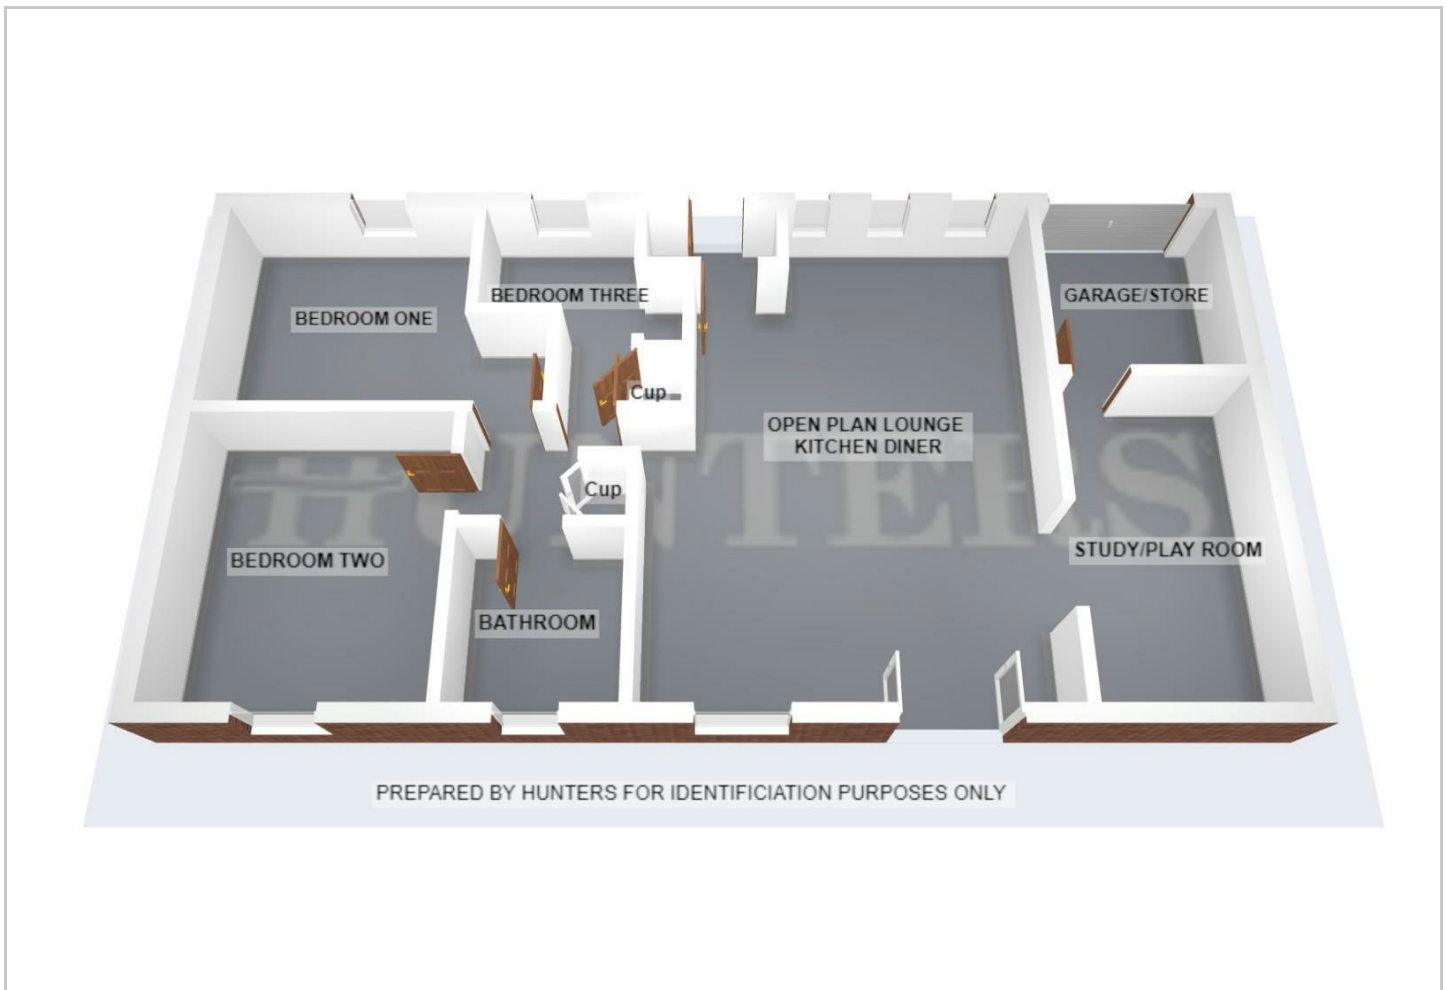 BEDROOM ONE
BEDROOM THREE
GARAGE/STORE
Cup
OPEN PLAN LOUNGE
KITCHEN DINER
HUNTERS
Cup
BEDROOM TWO
STUDY/PLAY ROOM
BATHROOM
PREPARED BY HUNTERS FOR IDENTIFICIATION PURPOSES ONLY